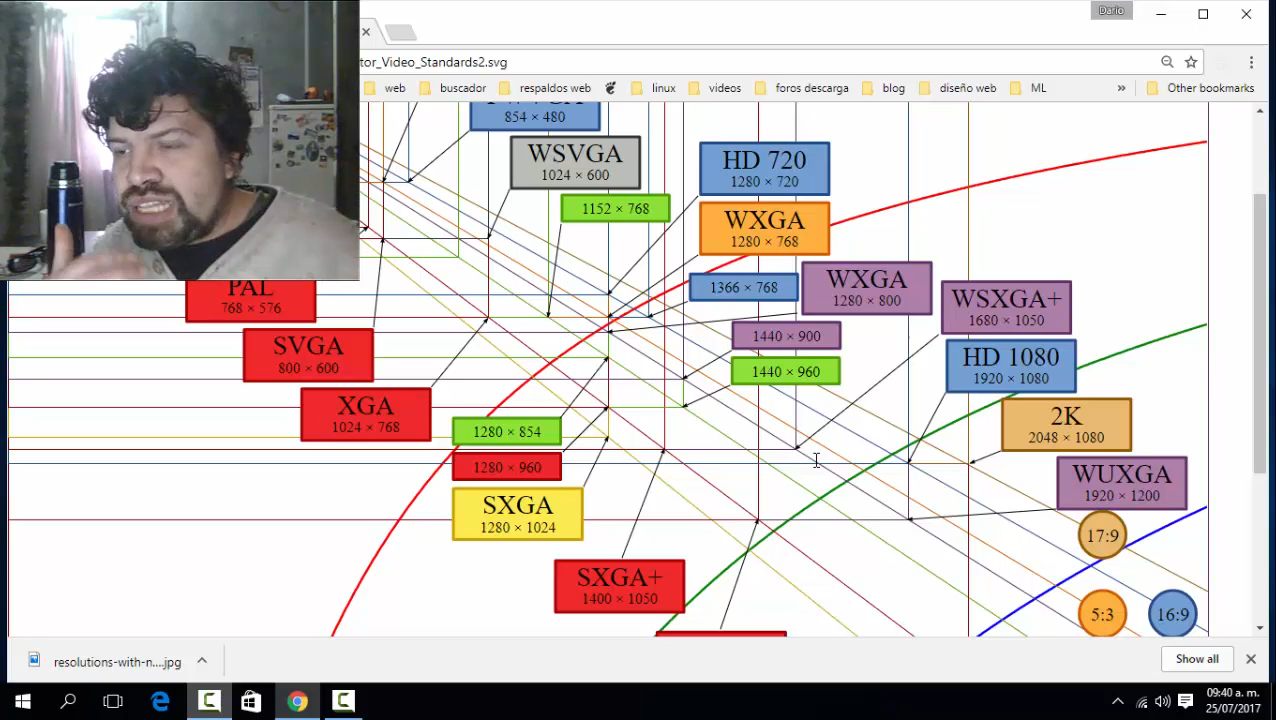 Dario
tor_Video_Standards2.svg
web
buscador
respaldos web
linux
videos
foros descarga
blog
diseño web
ML
»
Other bookmarks
854 × 480
WSVGA
1024 × 600
1152 × 768
HD 720
1280 × 720
WXGA
1280 × 768
1366 × 768
WXGA
1280 × 800
WSXGA+
1680 × 1050
1440 × 900
1440 × 960
HD 1080
1920 × 1080
2K
2048 × 1080
WUXGA
1920 × 1200
PAL
768 × 576
SVGA
800 × 600
XGA
1024 × 768
1280 × 854
1280 × 960
SXGA
1280 × 1024
SXGA+
1400 × 1050
17:9
5:3
16:9
resolutions-with-n....jpg
Show all
09:40 a. m.
25/07/2017